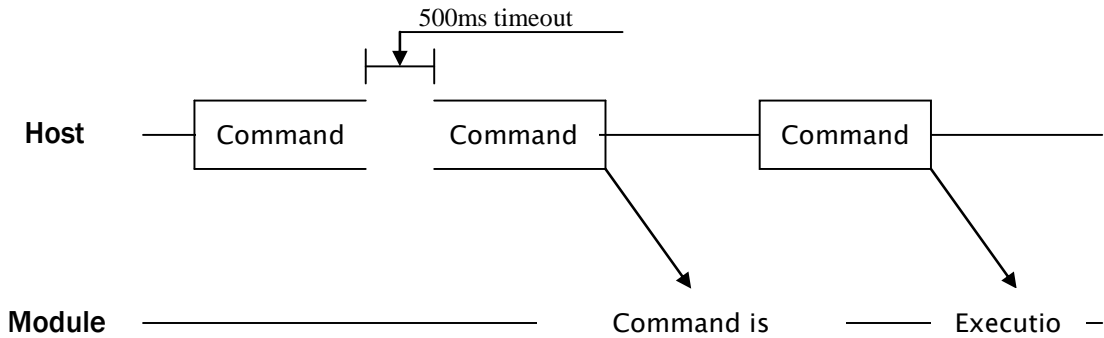 500ms timeout
Host Command Command Command
Module Command is Executio